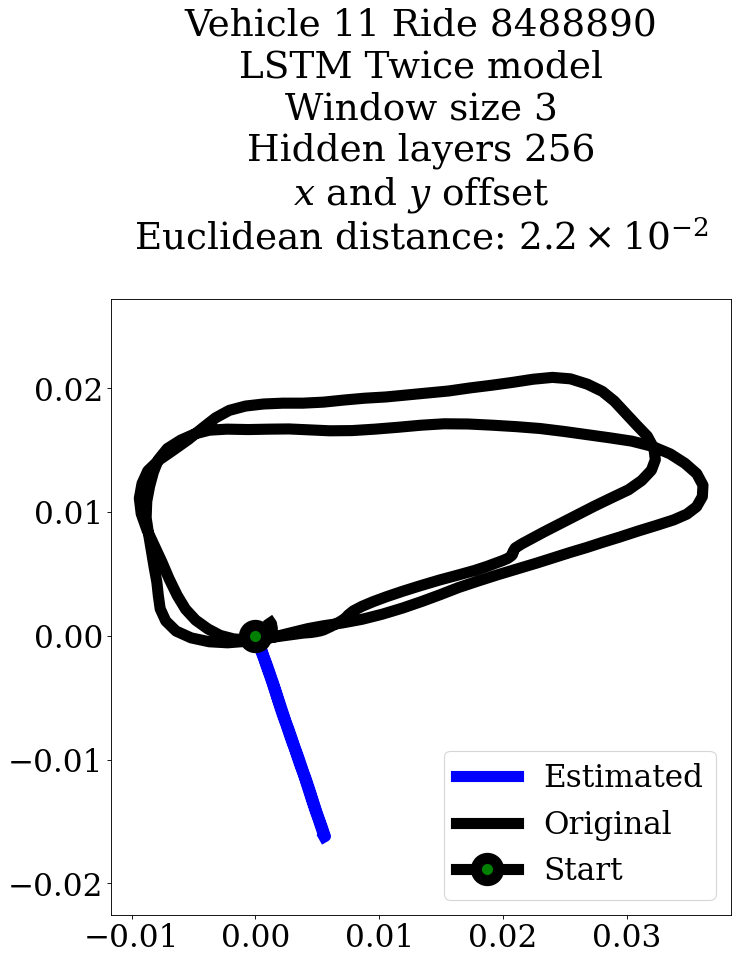 Vehicle 11 Ride 8488890
LSTM Twice model
Window size 3
Hidden layers 256
x and y offset
Euclidean distance: 2.2 × 10⁻²
0.02
0.01
0.00
−0.01
−0.02
Estimated
Original
Start
−0.01 0.00 0.01 0.02 0.03